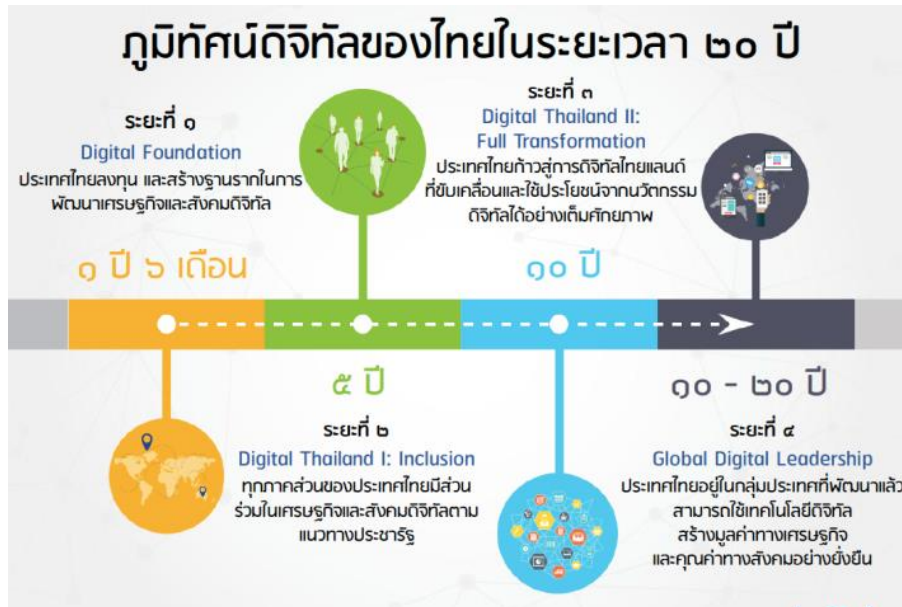 ภูมิทัศน์ดิจิทัลของไทยในระยะเวลา ๒๐ ปี
ระยะที่ ๑
Digital Foundation
ประเทศไทยลงทุน และสร้างฐานรากในการ
พัฒนาเศรษฐกิจและสังคมดิจิทัล
๑ ปี ๖ เดือน
ระยะที่ ๒
Digital Thailand I: Inclusion
ทุกภาคส่วนของประเทศไทยมีส่วน
ร่วมในเศรษฐกิจและสังคมดิจิทัลตาม
แนวทางประชารัฐ
๕ ปี
ระยะที่ ๓
Digital Thailand II:
Full Transformation
ประเทศไทยก้าวสู่การดิจิทัลไทยแลนด์
ที่ขับเคลื่อนและใช้ประโยชน์จากนวัตกรรม
ดิจิทัลได้อย่างเต็มศักยภาพ
๑๐ ปี
๑๐ - ๒๐ ปี
ระยะที่ ๔
Global Digital Leadership
ประเทศไทยอยู่ในกลุ่มประเทศที่พัฒนาแล้ว
สามารถใช้เทคโนโลยีดิจิทัล
สร้างมูลค่าทางเศรษฐกิจ
และคุณค่าทางสังคมอย่างยั่งยืน